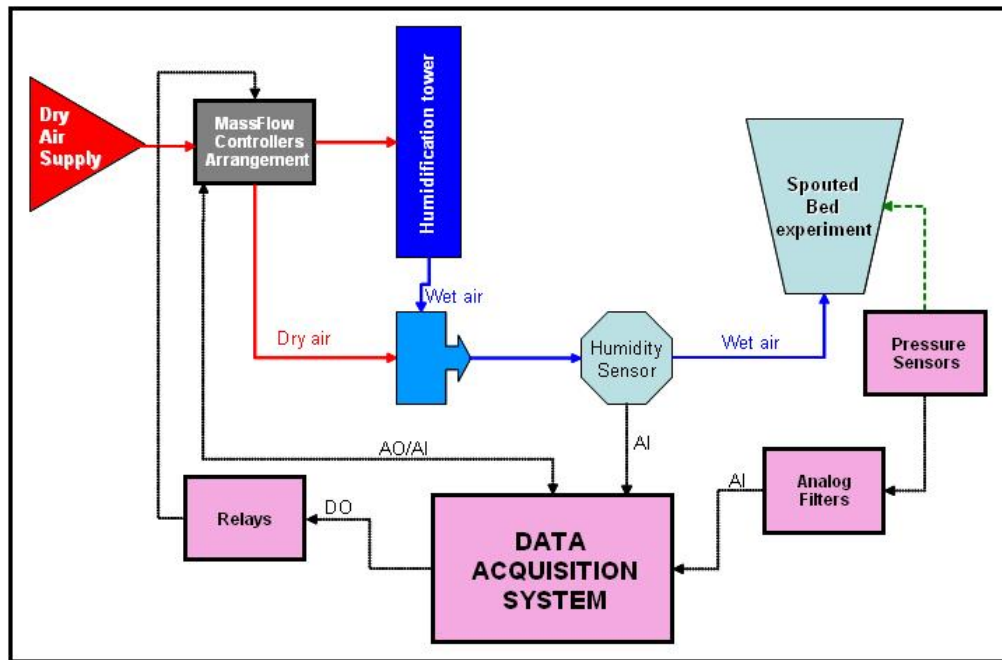 Dry
Air
Supply
MassFlow
Controllers
Arrangement
Humidification tower
Spouted
Bed
experiment
Wet air
Dry air
Humidity
Sensor
Wet air
Pressure
Sensors
AO/AI
AI
AI
Analog
Filters
Relays
DO
DATA
ACQUISITION
SYSTEM